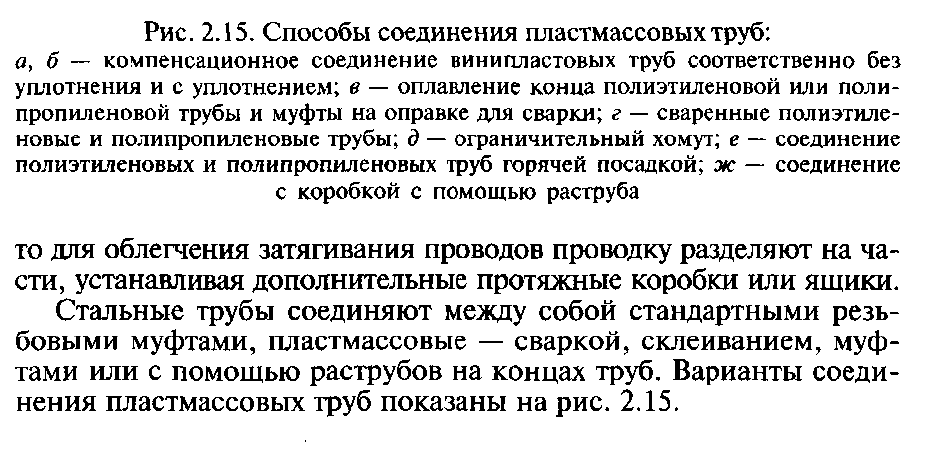 Рис. 2.15. Способы соединения пластмассовых труб:
а, б — компенсационное соединение винипластовых труб соответственно без
уплотнения и с уплотнением; в — оплавление конца полиэтиленовой или поли-
пропиленовой трубы и муфты на оправке для сварки; г — сваренные полиэтиле-
новые и полипропиленовые трубы; д — ограничительный хомут; е — соединение
полиэтиленовых и полипропиленовых труб горячей посадкой; ж — соединение
с коробкой с помощью раструба
то для облегчения затягивания проводов проводку разделяют на ча-
сти, устанавливая дополнительные протяжные коробки или ящики.
Стальные трубы соединяют между собой стандартными резь-
бовыми муфтами, пластмассовые — сваркой, склеиванием, муф-
тами или с помощью раструбов на концах труб. Варианты соеди-
нения пластмассовых труб показаны на рис. 2.15.